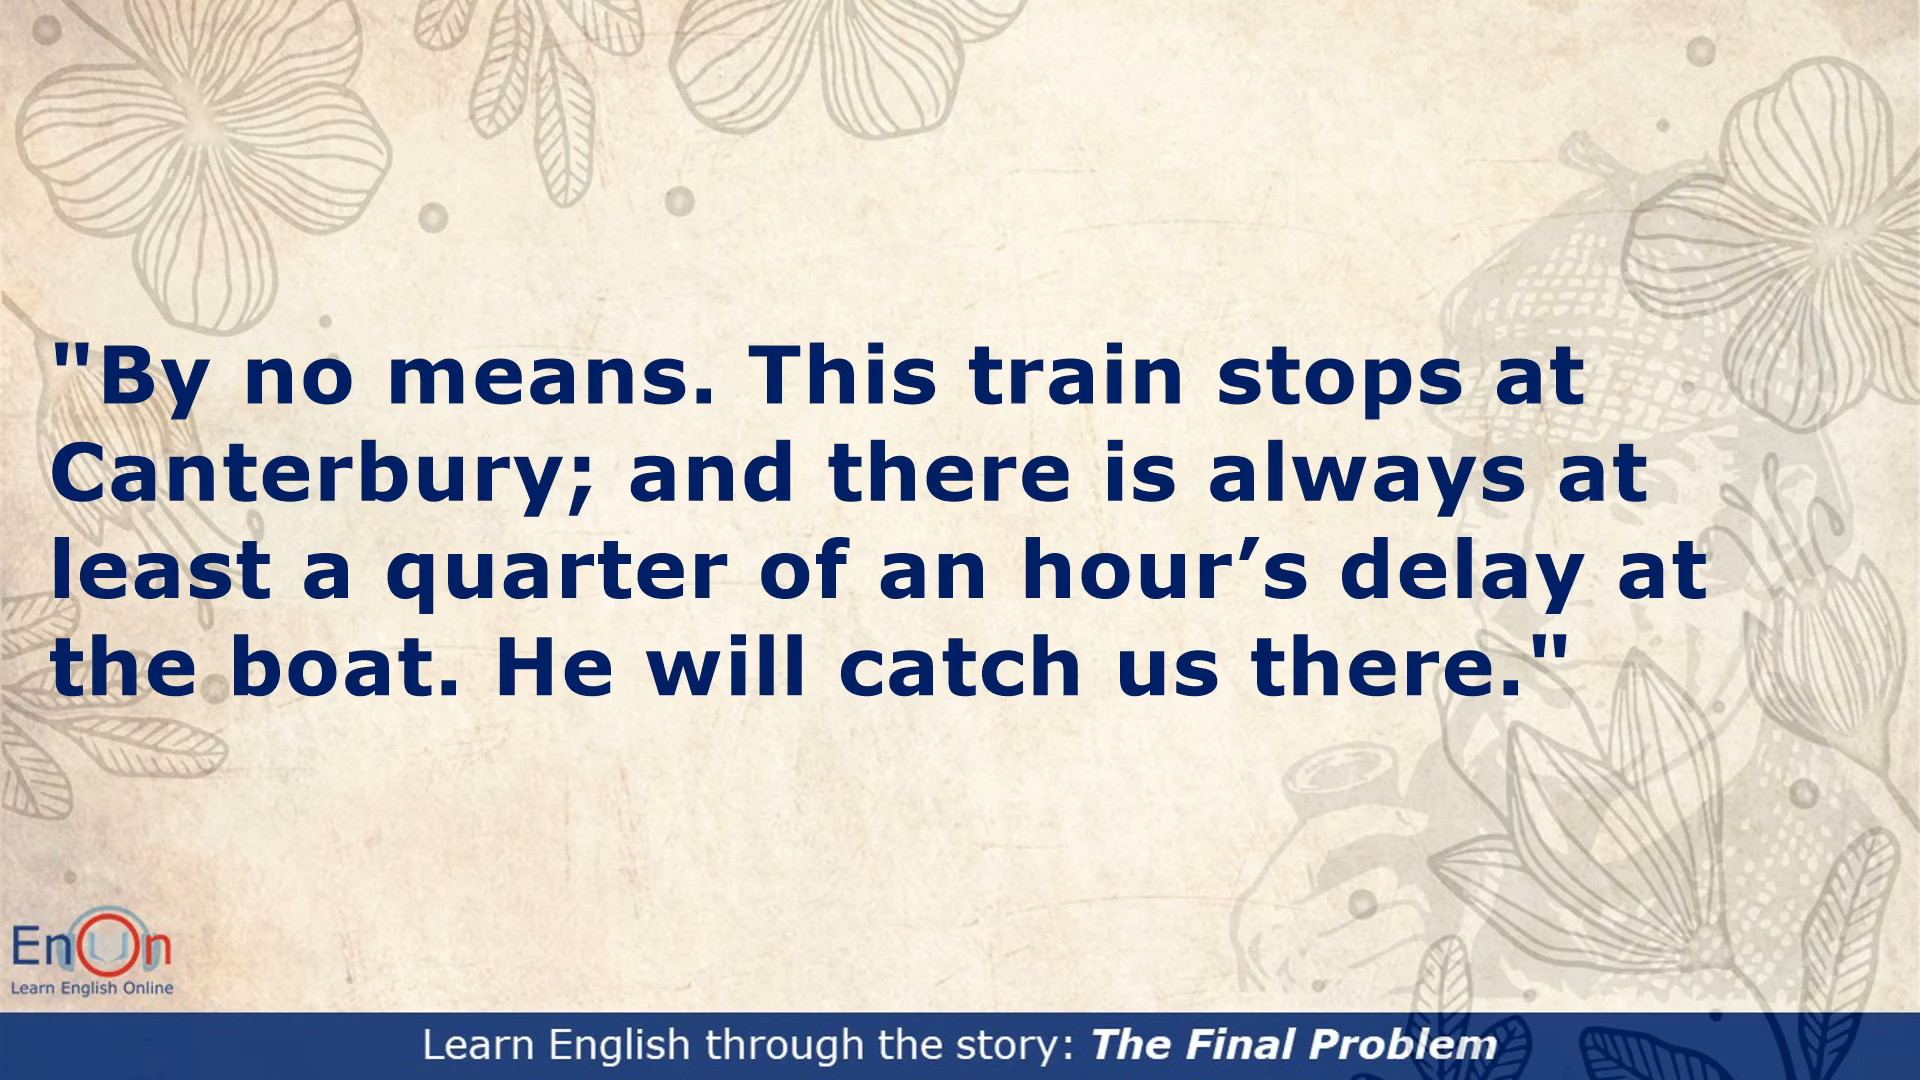 "By no means. This train stops at
Canterbury; and there is always at
least a quarter of an hour’s delay at
the boat. He will catch us there."
EnOn
Learn English Online
Learn English through the story: The Final Problem